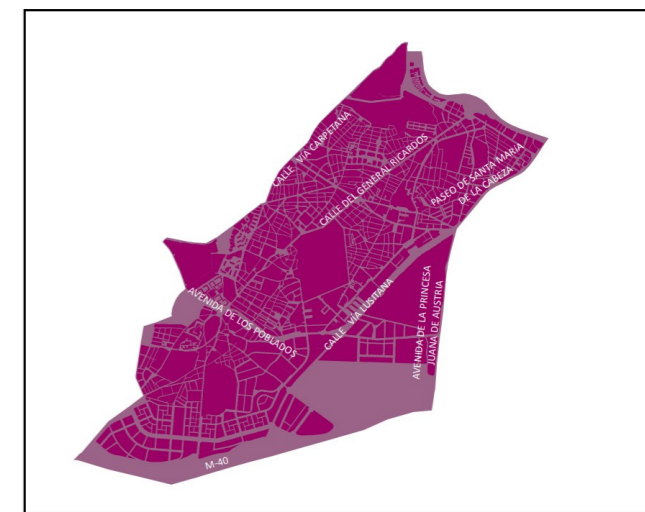 CALLE VÍA CARPETANA
CALLE DEL GENERAL RICARDOS
PASEO DE SANTA MARIA
DE LA CABEZA
AVENIDA DE LOS POBLADOS
CALLE VÍA LUSITANA
AVENIDA DE LA PRINCESA
JUANA DE AUSTRIA
M-40